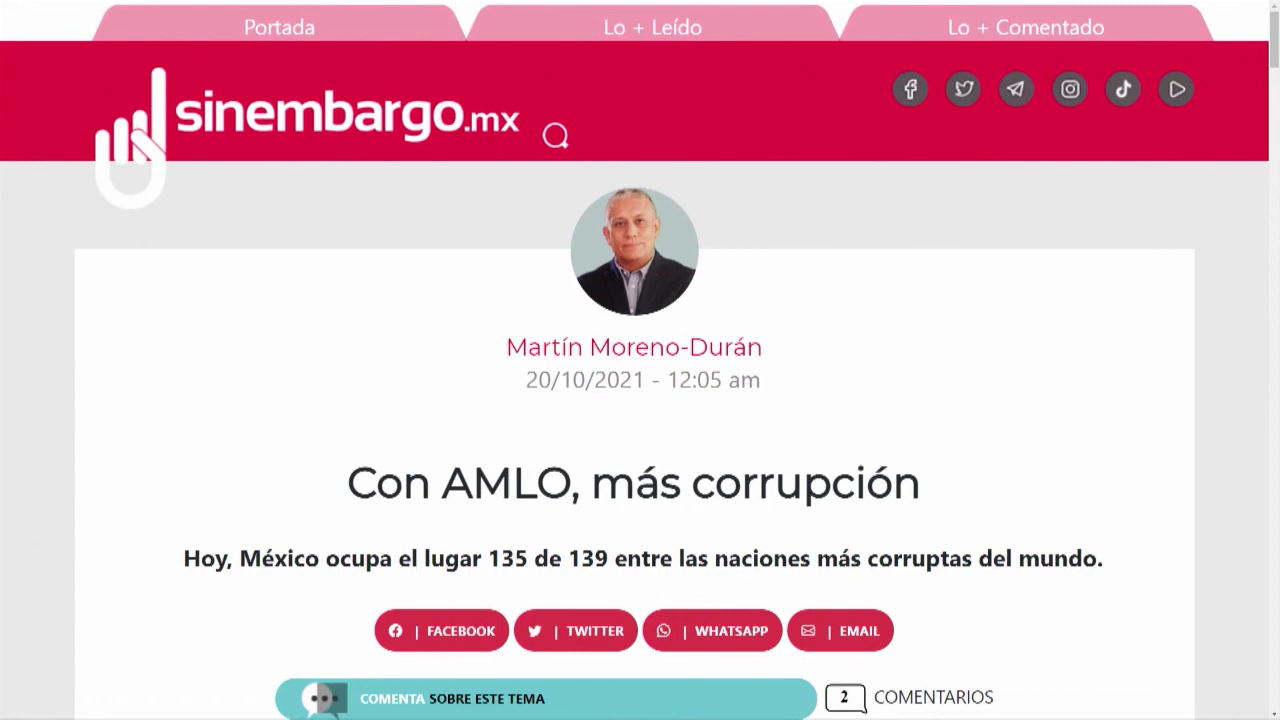 Portada
Lo + Leído
Lo + Comentado
sinembargo.mx
Martín Moreno-Durán
20/10/2021 - 12:05 am
Con AMLO, más corrupción
Hoy, México ocupa el lugar 135 de 139 entre las naciones más corruptas del mundo.
| FACEBOOK
| TWITTER
| WHATSAPP
| EMAIL
COMENTA SOBRE ESTE TEMA
2 COMENTARIOS